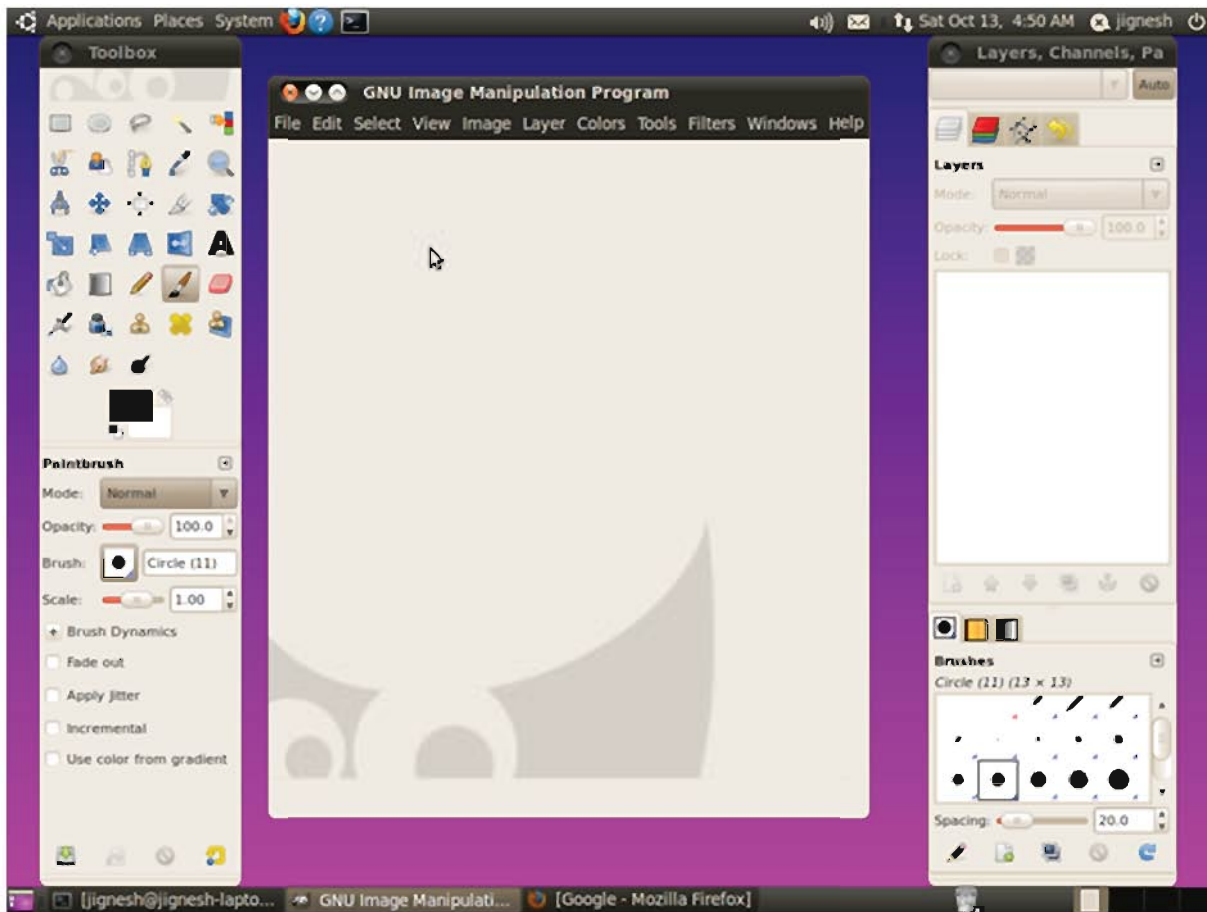 Applications Places System
Sat Oct 13, 4:50 AM jignesh
Toolbox
Paintbrush
Mode: Normal
Opacity: 100.0
Brush: Circle (11)
Scale: 1.00
Brush Dynamics
Fade out
Apply Jitter
Incremental
Use color from gradient
GNU Image Manipulation Program
File Edit Select View Image Layer Colors Tools Filters Windows Help
Layers, Channels, Pa
Auto
Layers
Mode: Normal
Opacity: 100.0
Lock:
Brushes
Circle (11) (13 × 13)
Spacing: 20.0
[jignesh@jignesh-lapto... GNU Image Manipulati... [Google - Mozilla Firefox]